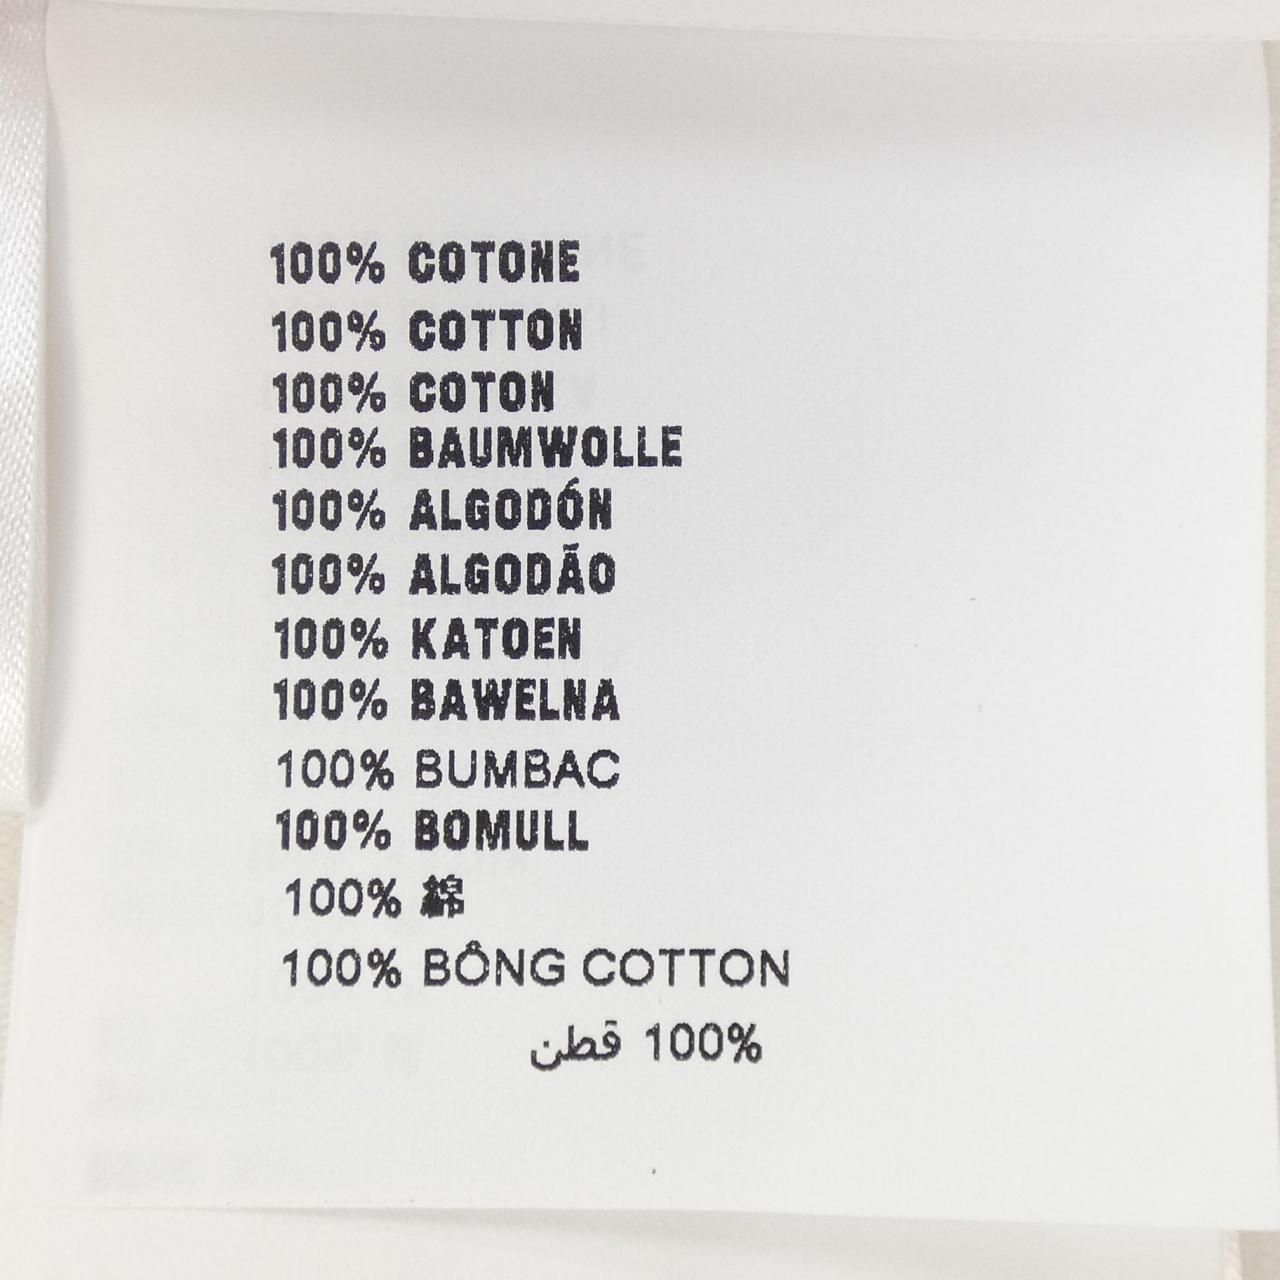 100% COTONE
100% COTTON
100% COTON
100% BAUMWOLLE
100% ALGODÓN
100% ALGODÃO
100% KATOEN
100% BAWELNA
100% BUMBAC
100% BOMULL
100% 綿
100% BÔNG COTTON
100% قطن